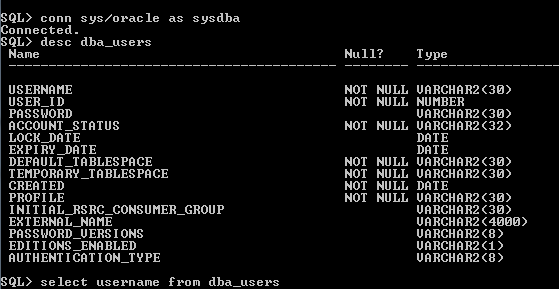 SQL> conn sys/oracle as sysdba
Connected.
SQL> desc dba_users
Name Null? Type
----------------------------------------- -------- ----------------
USERNAME NOT NULL VARCHAR2(30)
USER_ID NOT NULL NUMBER
PASSWORD VARCHAR2(30)
ACCOUNT_STATUS NOT NULL VARCHAR2(32)
LOCK_DATE DATE
EXPIRY_DATE DATE
DEFAULT_TABLESPACE NOT NULL VARCHAR2(30)
TEMPORARY_TABLESPACE NOT NULL VARCHAR2(30)
CREATED NOT NULL DATE
PROFILE NOT NULL VARCHAR2(30)
INITIAL_RSRC_CONSUMER_GROUP VARCHAR2(30)
EXTERNAL_NAME VARCHAR2(4000)
PASSWORD_VERSIONS VARCHAR2(8)
EDITIONS_ENABLED VARCHAR2(1)
AUTHENTICATION_TYPE VARCHAR2(8)
SQL> select username from dba_users